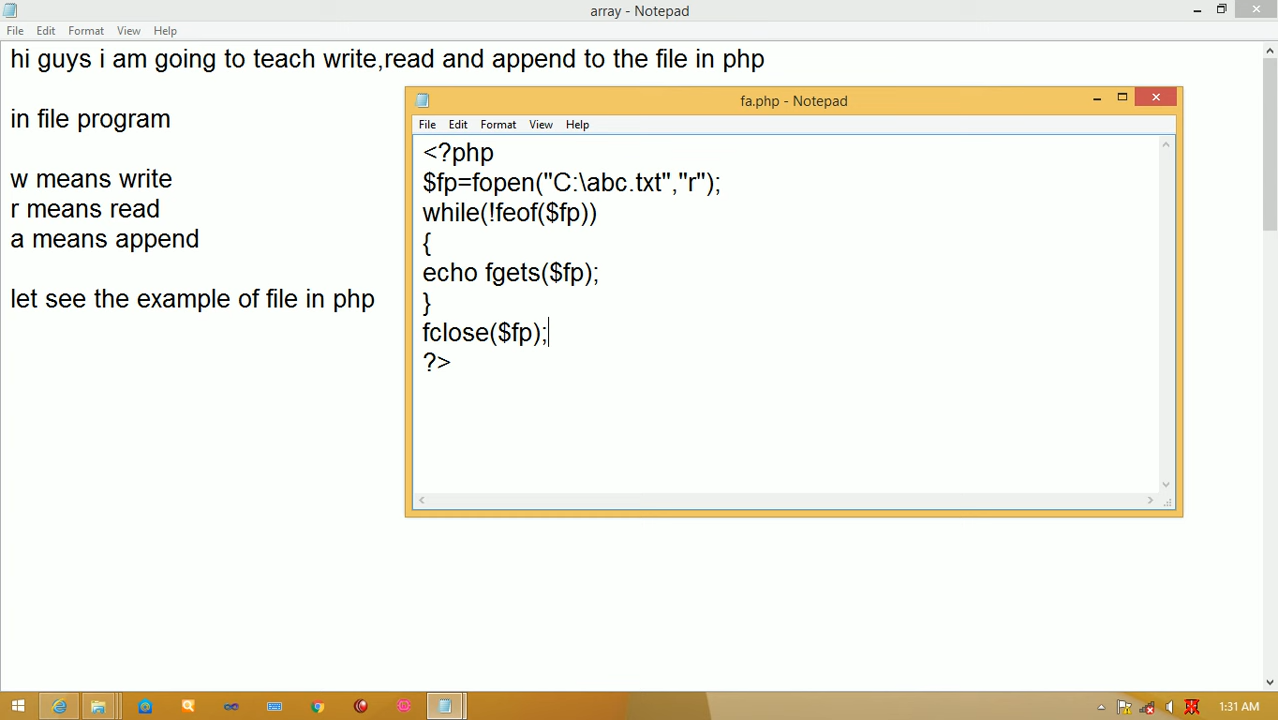 array - Notepad
File Edit Format View Help
hi guys i am going to teach write,read and append to the file in php
in file program
w means write
r means read
a means append
let see the example of file in php
fa.php - Notepad
File Edit Format View Help
<?php
$fp=fopen("C:\abc.txt","r");
while(!feof($fp))
{
echo fgets($fp);
}
fclose($fp);
?>
1:31 AM